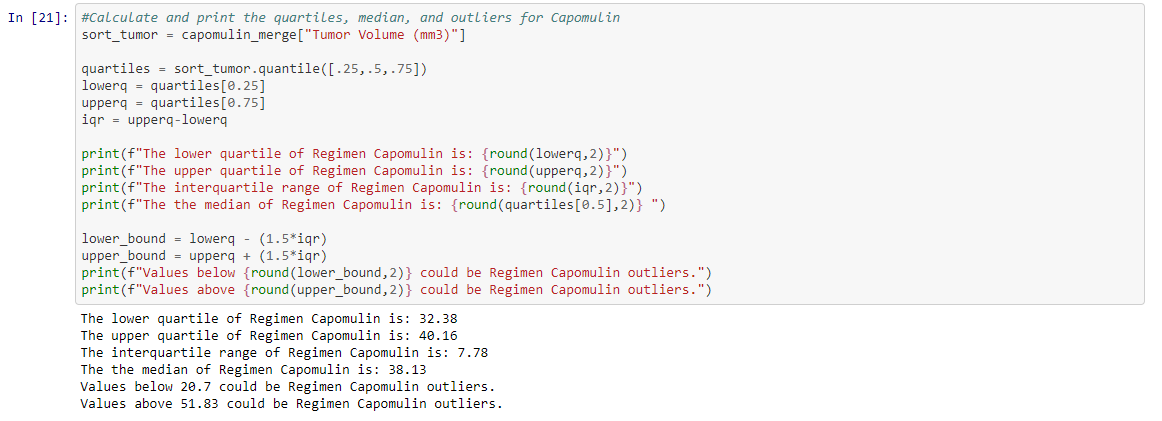 In [21]: #Calculate and print the quartiles, median, and outliers for Capomulin
sort_tumor = capomulin_merge["Tumor Volume (mm3)"]
quartiles = sort_tumor.quantile([.25,.5,.75])
lowerq = quartiles[0.25]
upperq = quartiles[0.75]
iqr = upperq-lowerq
print(f"The lower quartile of Regimen Capomulin is: {round(lowerq,2)}")
print(f"The upper quartile of Regimen Capomulin is: {round(upperq,2)}")
print(f"The interquartile range of Regimen Capomulin is: {round(iqr,2)}")
print(f"The the median of Regimen Capomulin is: {round(quartiles[0.5],2)} ")
lower_bound = lowerq - (1.5*iqr)
upper_bound = upperq + (1.5*iqr)
print(f"Values below {round(lower_bound,2)} could be Regimen Capomulin outliers.")
print(f"Values above {round(upper_bound,2)} could be Regimen Capomulin outliers.")
The lower quartile of Regimen Capomulin is: 32.38
The upper quartile of Regimen Capomulin is: 40.16
The interquartile range of Regimen Capomulin is: 7.78
The the median of Regimen Capomulin is: 38.13
Values below 20.7 could be Regimen Capomulin outliers.
Values above 51.83 could be Regimen Capomulin outliers.